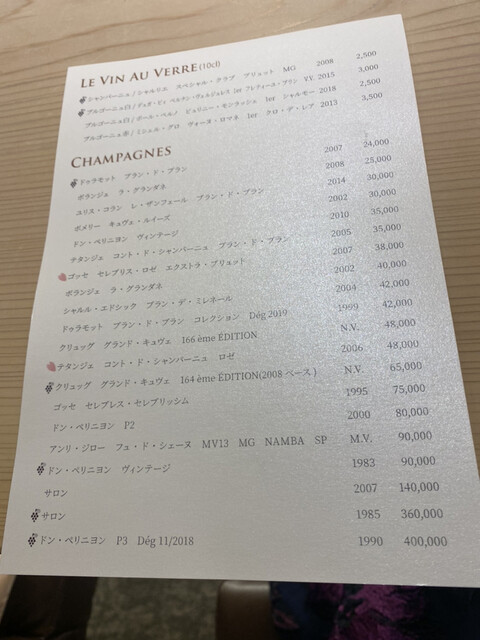 LE VIN AU VERRE (10cl)
シャンパーニュ / シャルリエ スペシャル・クラブ ブリュット MG 2008 2,500
ブルゴーニュ白 / ジュヌヴィエ ペルナン・ヴェルジュレス 1er V.V. 2015 3,000
ブルゴーニュ白 / ポール・ペルノ ピュリニー・モンラッシェ 1er シャルモー 2018 2,500
ブルゴーニュ赤 / ミシェル・グロ ヴォーヌ・ロマネ 1er クロ・デ・レア 2013 3,500
CHAMPAGNES
ドゥラモット ブラン・ド・ブラン 2007 24,000
ボランジェ ラ・グランダネ 2008 25,000
ユリス・コラン レ・ザンフェール ブラン・ド・ブラン 2014 30,000
ポメリー キュヴェ・ルイーズ 2002 30,000
ドン・ペリニヨン ヴィンテージ 2010 35,000
テタンジェ コント・ド・シャンパーニュ ブラン・ド・ブラン 2005 35,000
ゴッセ セレブリス・ロゼ エクストラ・ブリュット 2007 38,000
ボランジェ ラ・グランダネ 2002 40,000
シャルル・エドシック ブラン・デ・ミレネール 2004 42,000
ドゥラモット ブラン・ド・ブラン コレクション Dég 2019 1999 42,000
クリュッグ グランド・キュヴェ 166 ème ÉDITION N.V. 48,000
テタンジェ コント・ド・シャンパーニュ ロゼ 2006 48,000
クリュッグ グランド・キュヴェ 164 ème ÉDITION(2008 ベース ) N.V. 65,000
ゴッセ セレブレス・セレブリッシム 1995 75,000
ドン・ペリニヨン P2 2000 80,000
アンリ・ジロー フュ・ド・シェーヌ MV13 MG NAMBA SP M.V. 90,000
ドン・ペリニヨン ヴィンテージ 1983 90,000
サロン 2007 140,000
サロン 1985 360,000
ドン・ペリニヨン P3 Dég 11/2018 1990 400,000